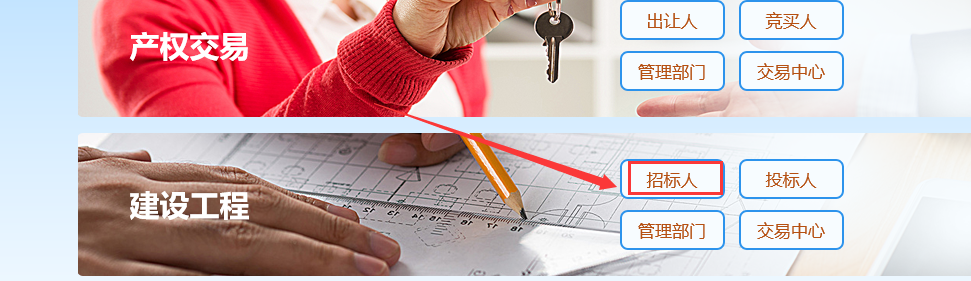 产权交易
出让人
竞买人
管理部门
交易中心
建设工程
招标人
投标人
管理部门
交易中心